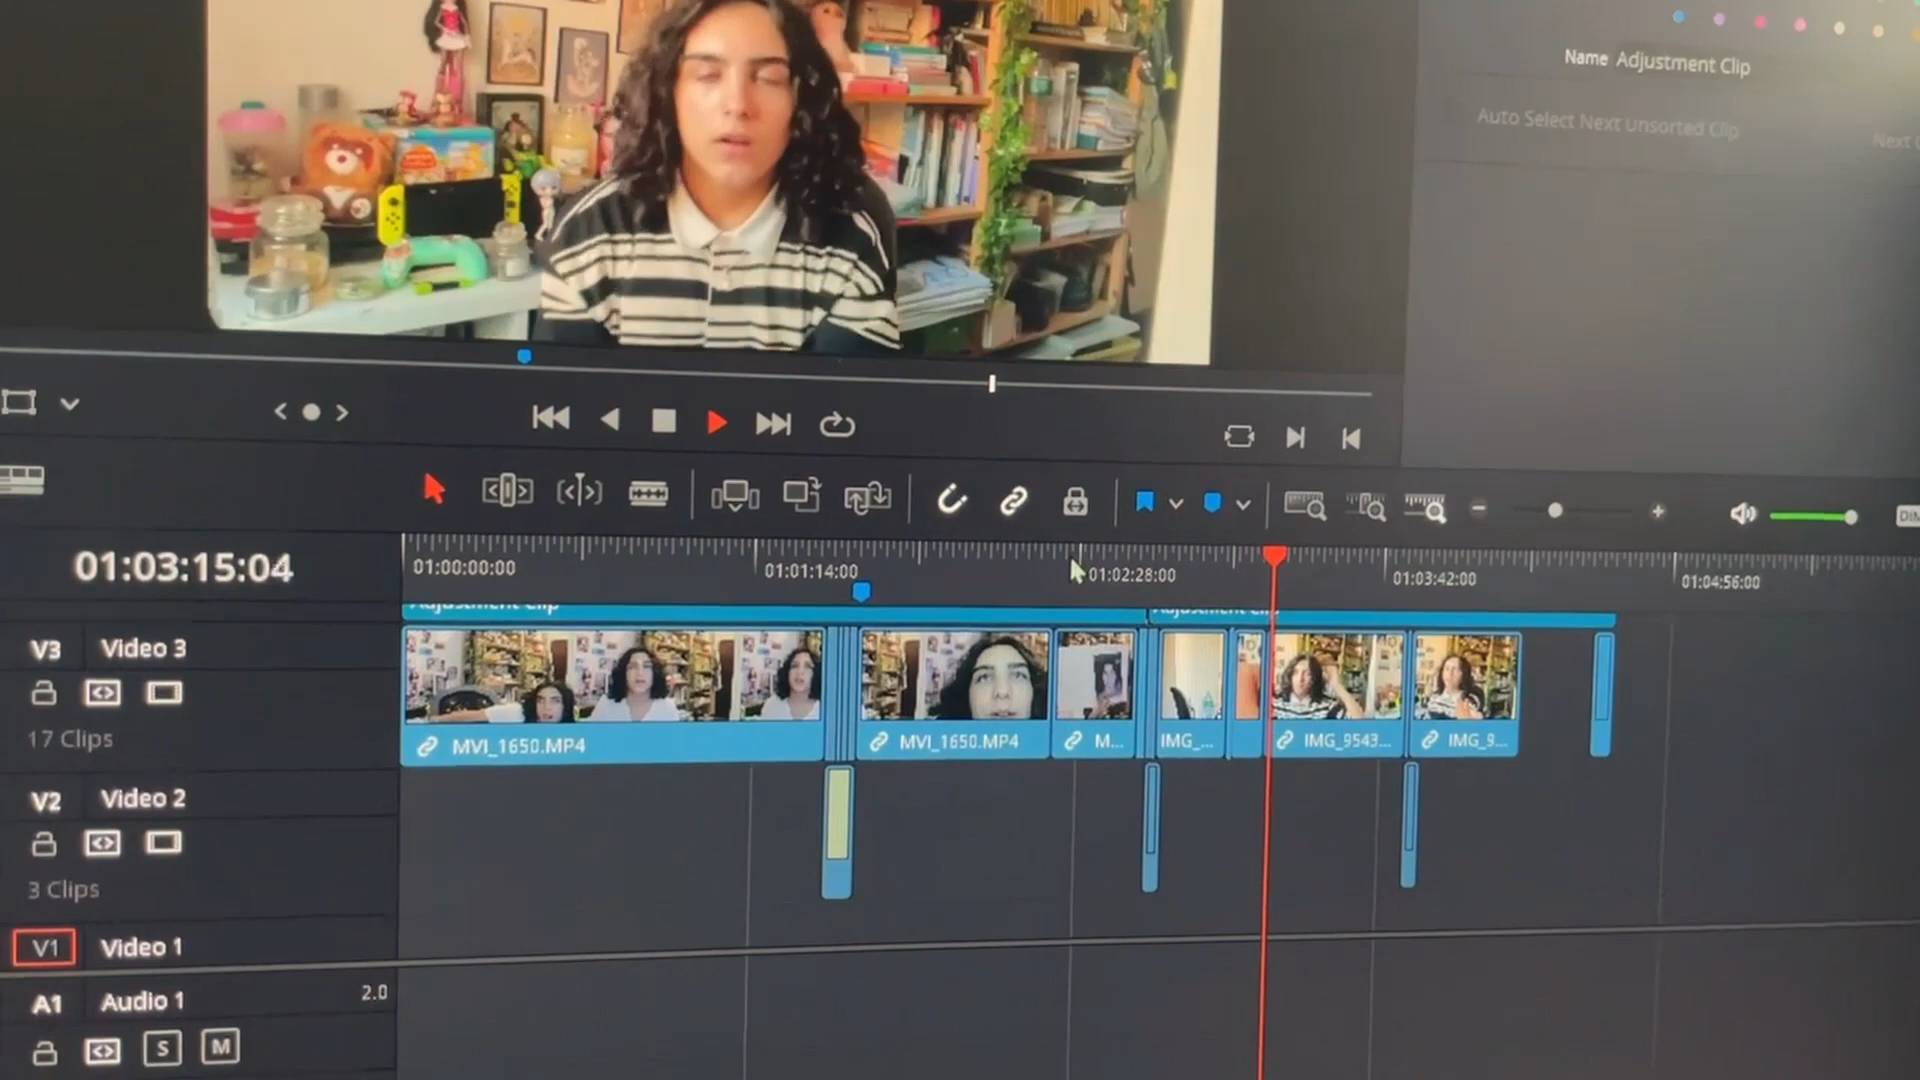 Name Adjustment Clip
Auto Select Next Unsorted Clip
Next
DIM
01:03:15:04
01:00:00:00
01:01:14:00
01:02:28:00
01:03:42:00
01:04:56:00
Adjustment Clip
Adjustment Clip
V3 Video 3
17 Clips
MVI_1650.MP4
MVI_1650.MP4
M...
IMG_...
IMG_9543...
IMG_9...
V2 Video 2
3 Clips
V1 Video 1
A1 Audio 1 2.0
S M